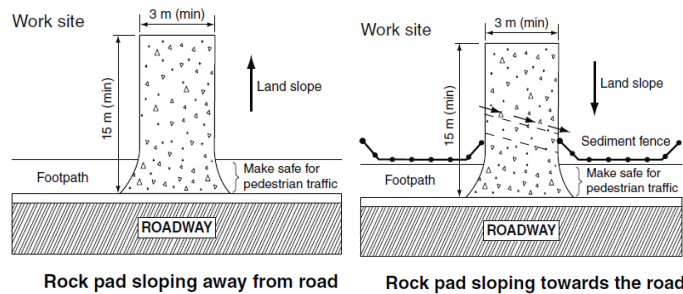 3 m (min)
Work site
15 m (min)
Land slope
Footpath
Make safe for
pedestrian traffic
ROADWAY
Rock pad sloping away from road
3 m (min)
Work site
15 m (min)
Land slope
Sediment fence
Footpath
Make safe for
pedestrian traffic
ROADWAY
Rock pad sloping towards the road